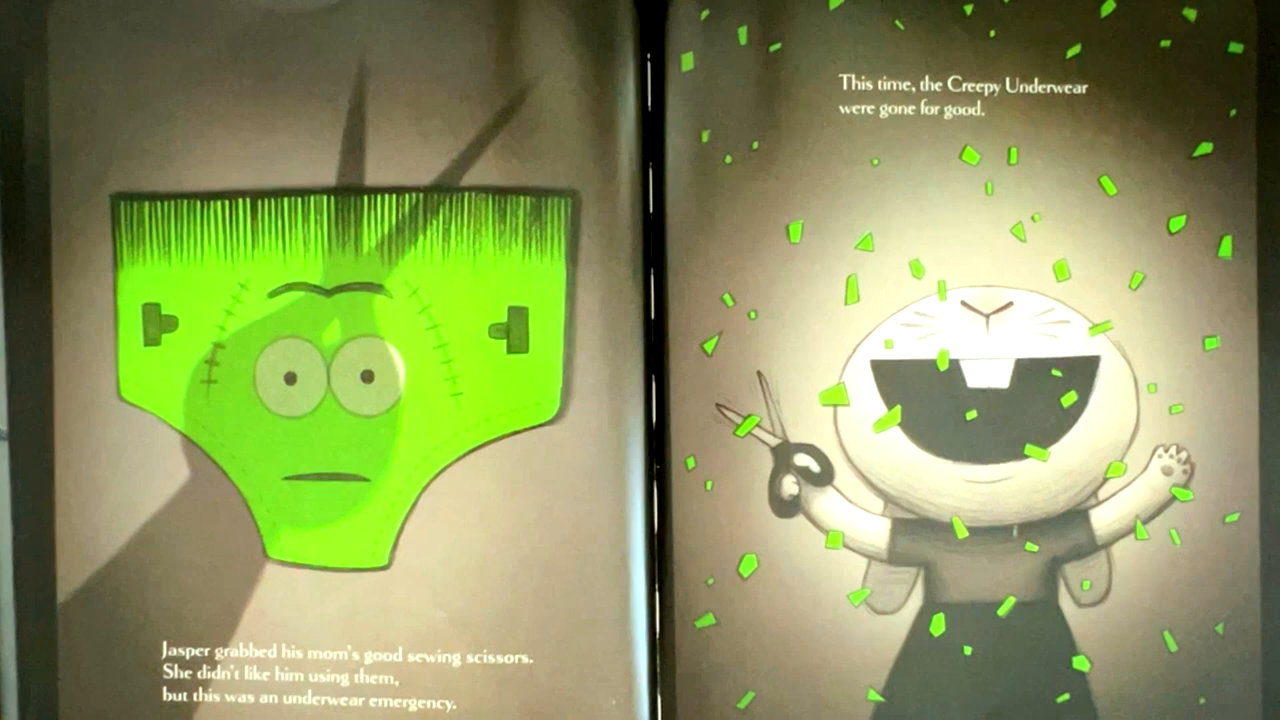 Jasper grabbed his mom's good sewing scissors.
She didn't like him using them,
but this was an underwear emergency.
This time, the Creepy Underwear
were gone for good.